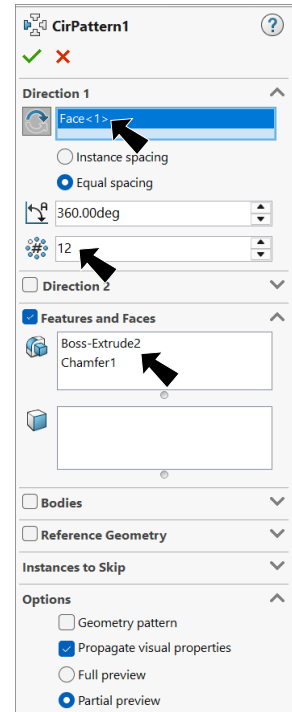 CirPattern1
?
Direction 1
Face<1>
Instance spacing
Equal spacing
360.00deg
12
Direction 2
Features and Faces
Boss-Extrude2
Chamfer1
Bodies
Reference Geometry
Instances to Skip
Options
Geometry pattern
Propagate visual properties
Full preview
Partial preview